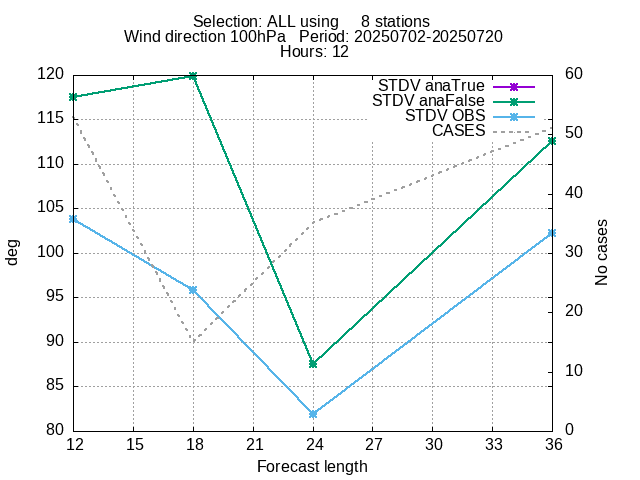 Selection: ALL using     8 stations
Wind direction 100hPa   Period: 20250702-20250720
Hours: 12
120 60
STDV anaTrue
STDV anaFalse
STDV OBS
CASES
115 50
110
40
105
100 30
95
20
90
10
85
80 0
deg
No cases
12 15 18 21 24 27 30 33 36
Forecast length